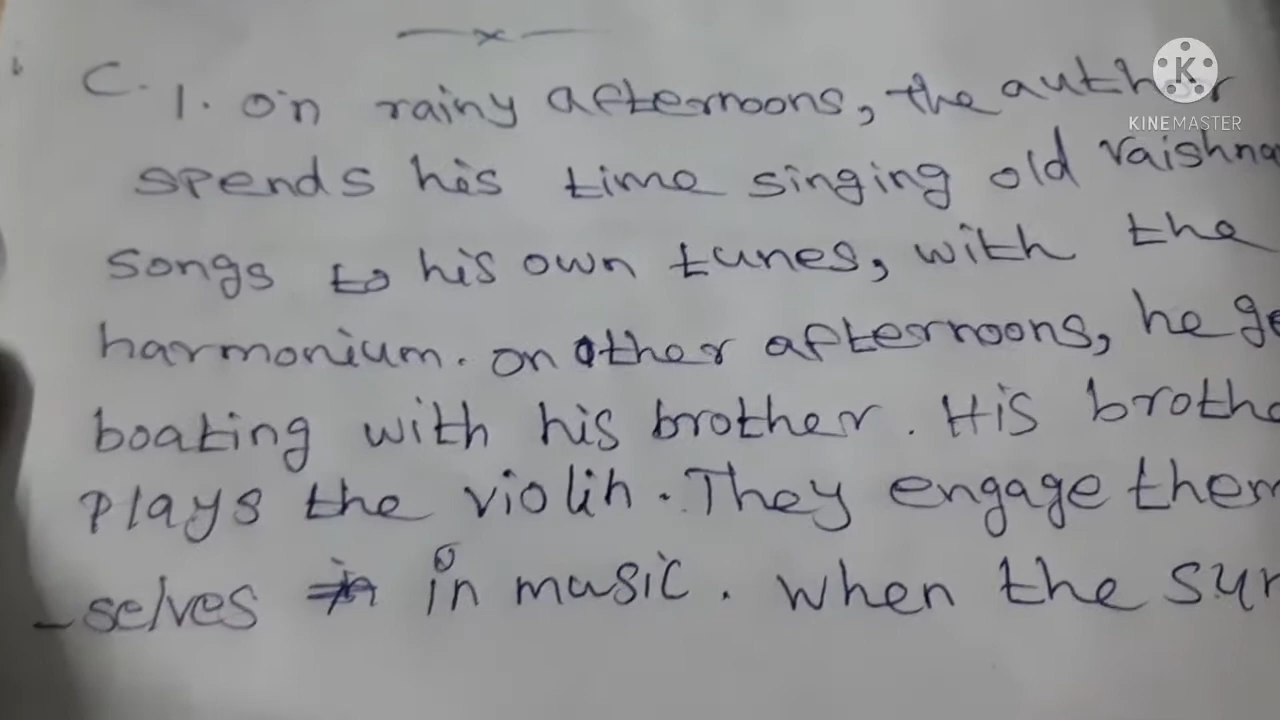 C. 1. on rainy afternoons, the author
spends his time singing old vaishna
songs to his own tunes, with the
harmonium. on other afternoons, he go
boating with his brother. His brothe
plays the violin. They engage them
-selves in in music. when the sun
KINEMASTER